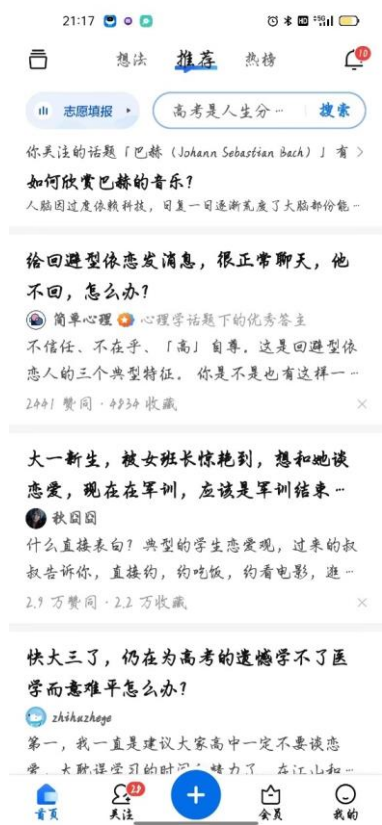 21:17
想法 推荐 热榜 10
志愿填报 高考是人生分… 搜索
你关注的话题「巴赫（Johann Sebastian Bach）」有
如何欣赏巴赫的音乐？
人脑因过度依赖科技，日复一日逐渐荒废了大脑部份能…
给回避型依恋发消息，很正常聊天，他
不回，怎么办？
简单心理 心理学话题下的优秀答主
不信任、不在乎、「高」自尊，这是回避型依
恋人的三个典型特征。你是不是也有这样一…
2441 赞同 · 4834 收藏
大一新生，被女班长惊艳到，想和她谈
恋爱，现在在军训，应该是军训结束…
秋囧囧
什么直接表白？典型的学生恋爱观，过来的叔
叔告诉你，直接约，约吃饭，约看电影，逛…
2.9 万赞同 · 2.2 万收藏
快大三了，仍在为高考的遗憾学不了医
学而意难平怎么办？
zhihuzhege
第一，我一直是建议大家高中一定不要谈恋
爱，太耽误学习的时间与精力了，在江山和…
首页 关注 29 会员 我的